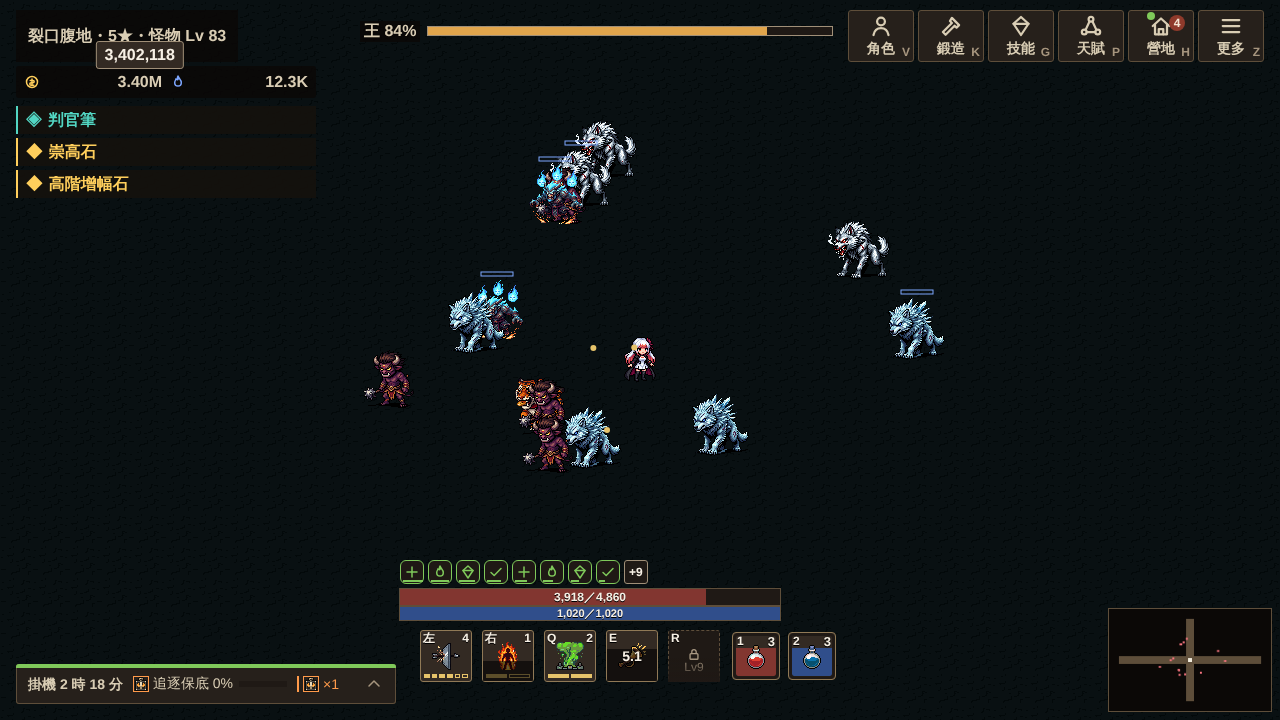 裂口腹地・5★・怪物 Lv 83
3,402,118
3.40M
12.3K
判官筆
崇高石
高階增幅石
王 84%
角色 V
鍛造 K
技能 G
天賦 P
營地 H
4
更多 Z
+9
3,918／4,860
1,020／1,020
左 4
右 1
Q 2
E
5.1
R
Lv9
1 3
2 3
掛機 2 時 18 分
追逐保底 0%
×1